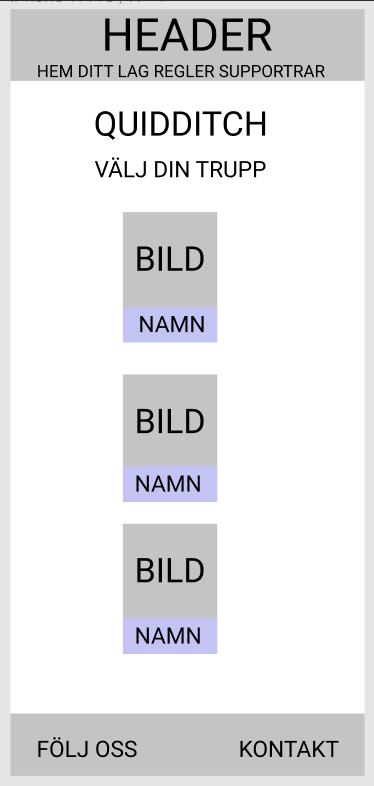 HEADER
HEM DITT LAG REGLER SUPPORTRAR
QUIDDITCH
VÄLJ DIN TRUPP
BILD
NAMN
BILD
NAMN
BILD
NAMN
FÖLJ OSS KONTAKT